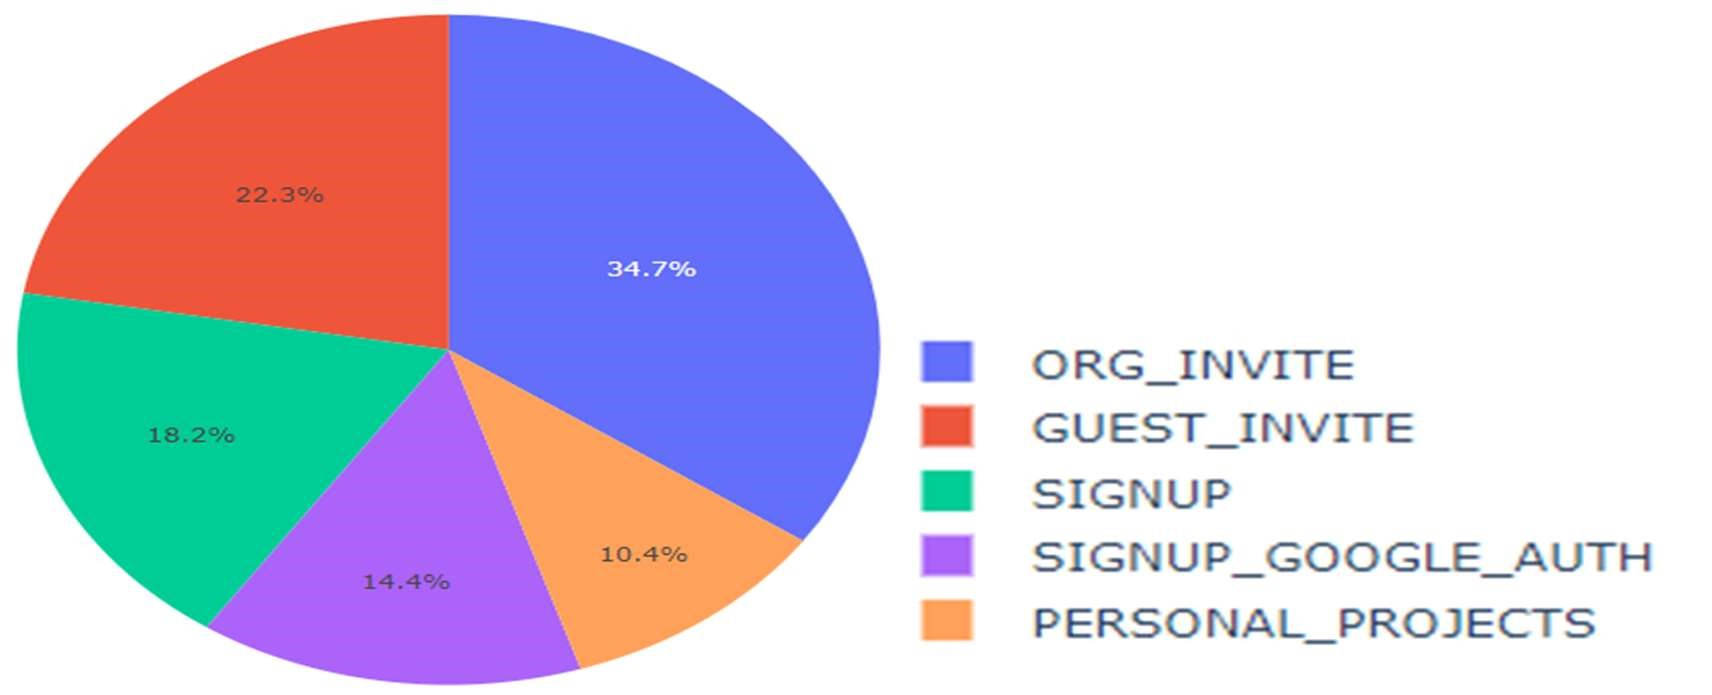 22.3%
34.7%
18.2%
14.4%
10.4%
ORG_INVITE
GUEST_INVITE
SIGNUP
SIGNUP_GOOGLE_AUTH
PERSONAL_PROJECTS